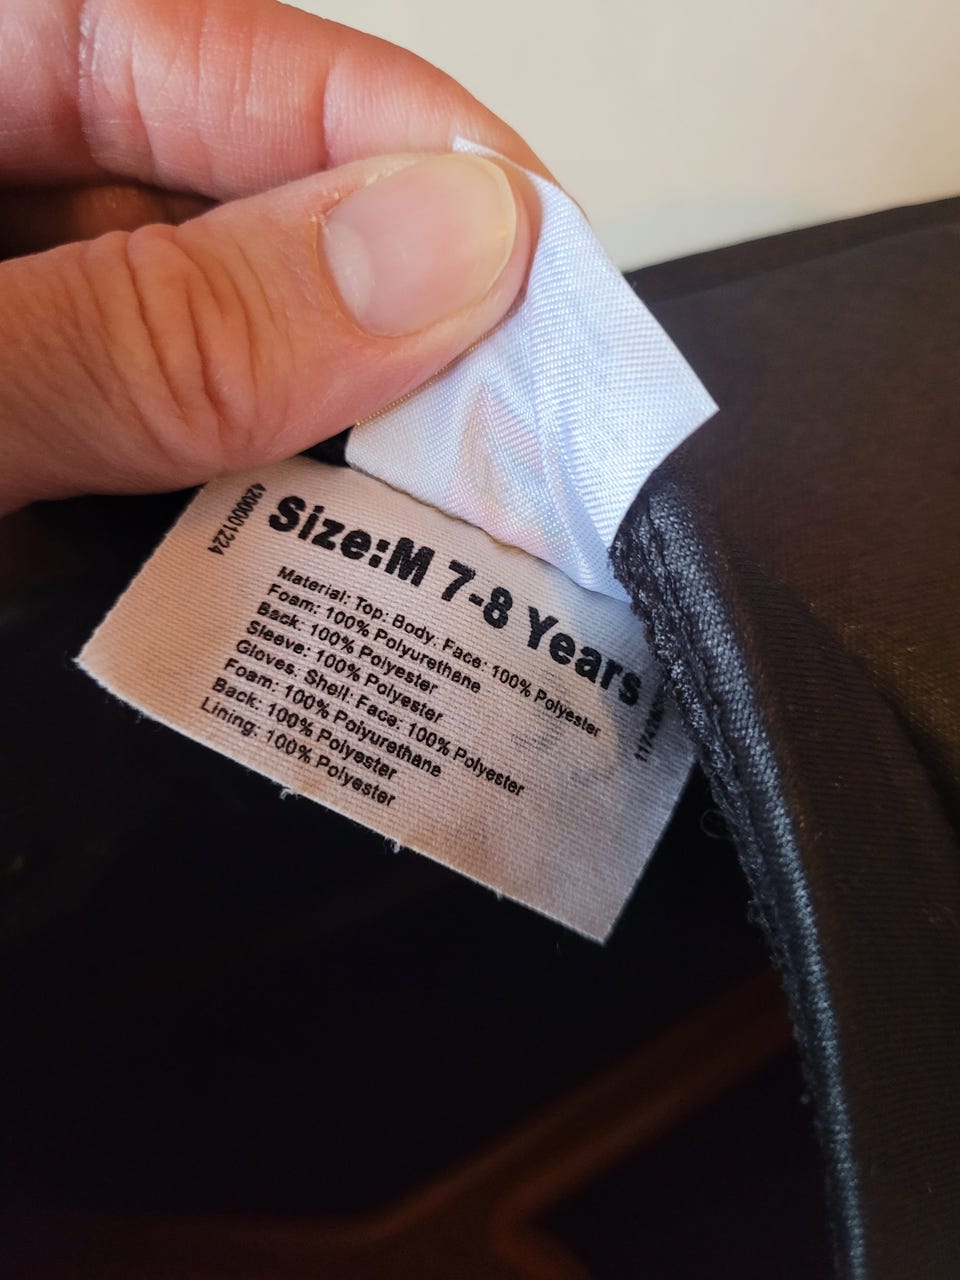 420001224
Size:M 7-8 Years
Material: Top: Body: Face: 100% Polyester
Foam: 100% Polyurethane
Back: 100% Polyester
Sleeve: 100% Polyester
Gloves: Shell: Face: 100% Polyester
Foam: 100% Polyurethane
Back: 100% Polyester
Lining: 100% Polyester